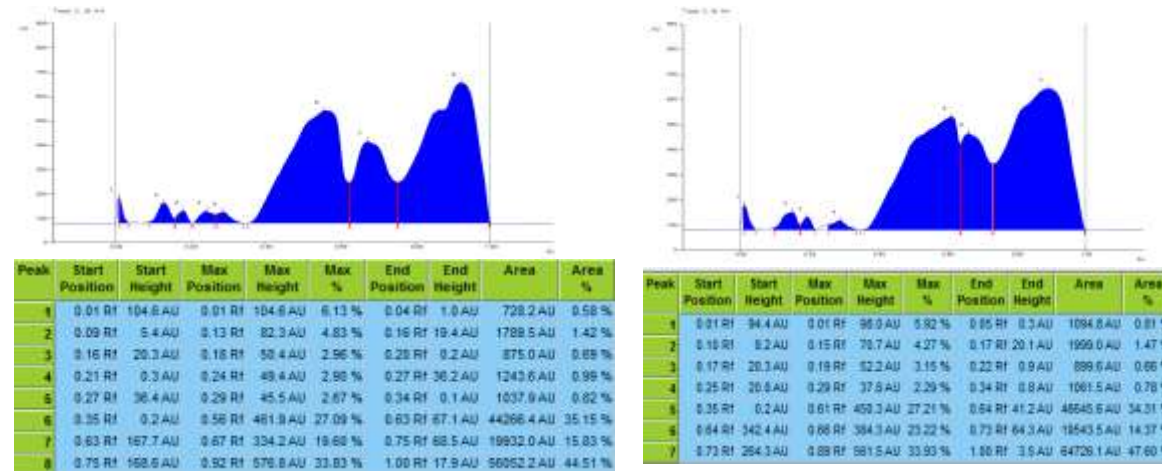 Peak Start Position Start Height Max Position Max Height Max % End Position End Height Area Area %
1 0.01 Rf 104.6 AU 0.01 Rf 104.6 AU 6.13 % 0.04 Rf 1.0 AU 728.2 AU 0.58 %
2 0.09 Rf 5.4 AU 0.13 Rf 82.3 AU 4.83 % 0.16 Rf 19.4 AU 1789.5 AU 1.42 %
3 0.16 Rf 20.3 AU 0.18 Rf 50.4 AU 2.96 % 0.20 Rf 0.2 AU 875.0 AU 0.69 %
4 0.21 Rf 0.3 AU 0.24 Rf 49.4 AU 2.90 % 0.27 Rf 36.2 AU 1243.6 AU 0.99 %
5 0.27 Rf 36.4 AU 0.29 Rf 45.5 AU 2.67 % 0.34 Rf 0.1 AU 1037.9 AU 0.82 %
6 0.35 Rf 0.2 AU 0.56 Rf 461.9 AU 27.09 % 0.63 Rf 67.1 AU 44266.4 AU 35.15 %
7 0.63 Rf 167.7 AU 0.67 Rf 334.2 AU 19.60 % 0.75 Rf 68.5 AU 19932.0 AU 15.83 %
8 0.75 Rf 168.6 AU 0.92 Rf 576.8 AU 33.83 % 1.00 Rf 17.9 AU 56052.2 AU 44.51 %
Peak Start Position Start Height Max Position Max Height Max % End Position End Height Area Area
1 0.01 Rf 94.4 AU 0.01 Rf 98.0 AU 5.92 % 0.05 Rf 0.3 AU 1094.8 AU 0.81
2 0.10 Rf 9.2 AU 0.15 Rf 70.7 AU 4.27 % 0.17 Rf 20.1 AU 1999.0 AU 1.47
3 0.17 Rf 20.3 AU 0.19 Rf 52.2 AU 3.15 % 0.22 Rf 0.9 AU 899.6 AU 0.66
4 0.25 Rf 20.8 AU 0.29 Rf 37.8 AU 2.29 % 0.34 Rf 0.8 AU 1061.5 AU 0.78
5 0.35 Rf 0.2 AU 0.61 Rf 450.3 AU 27.21 % 0.64 Rf 41.2 AU 46645.6 AU 34.31
6 0.64 Rf 342.4 AU 0.66 Rf 384.3 AU 23.22 % 0.73 Rf 64.3 AU 19543.5 AU 14.37
7 0.73 Rf 264.3 AU 0.89 Rf 561.5 AU 33.93 % 1.00 Rf 3.5 AU 64728.1 AU 47.60